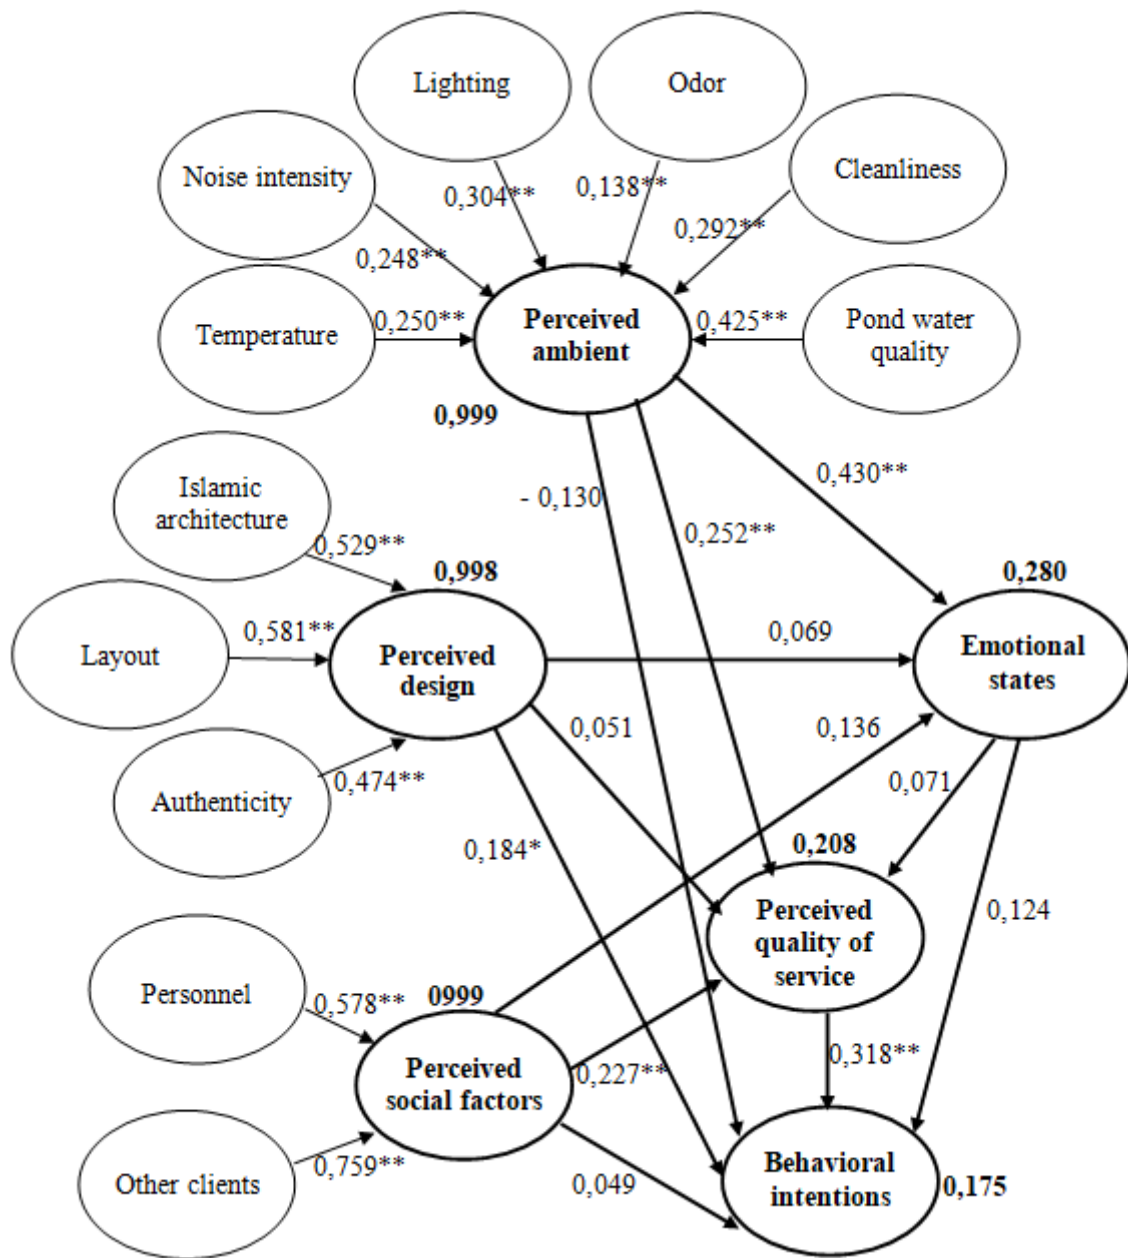 Lighting
Odor
Noise intensity
Cleanliness
0,304**
0,138**
0,292**
0,248**
Temperature
0,250**
Perceived
ambient
0,425**
Pond water
quality
0,999
Islamic
architecture
0,529**
- 0,130
0,430**
0,252**
0,998
0,280
Layout
0,581**
Perceived
design
0,069
Emotional
states
0,051
0,136
Authenticity
0,474**
0,071
0,184*
0,208
Perceived
quality of
service
0,124
Personnel
0,578**
0999
Perceived
social factors
0,227**
0,318**
Other clients
0,759**
0,049
Behavioral
intentions
0,175